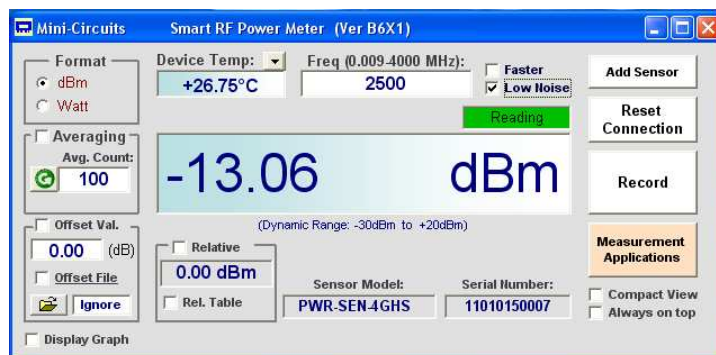 Mini-Circuits Smart RF Power Meter (Ver B6X1)
Format
dBm
Watt
Averaging
Avg. Count:
100
Offset Val.
0.00 (dB)
Offset File
Ignore
Display Graph
Device Temp:
+26.75°C
Freq (0.009-4000 MHz):
2500
Faster
Low Noise
Reading
-13.06 dBm
(Dynamic Range: -30dBm to +20dBm)
Relative
0.00 dBm
Rel. Table
Sensor Model:
PWR-SEN-4GHS
Serial Number:
11010150007
Add Sensor
Reset
Connection
Record
Measurement
Applications
Compact View
Always on top